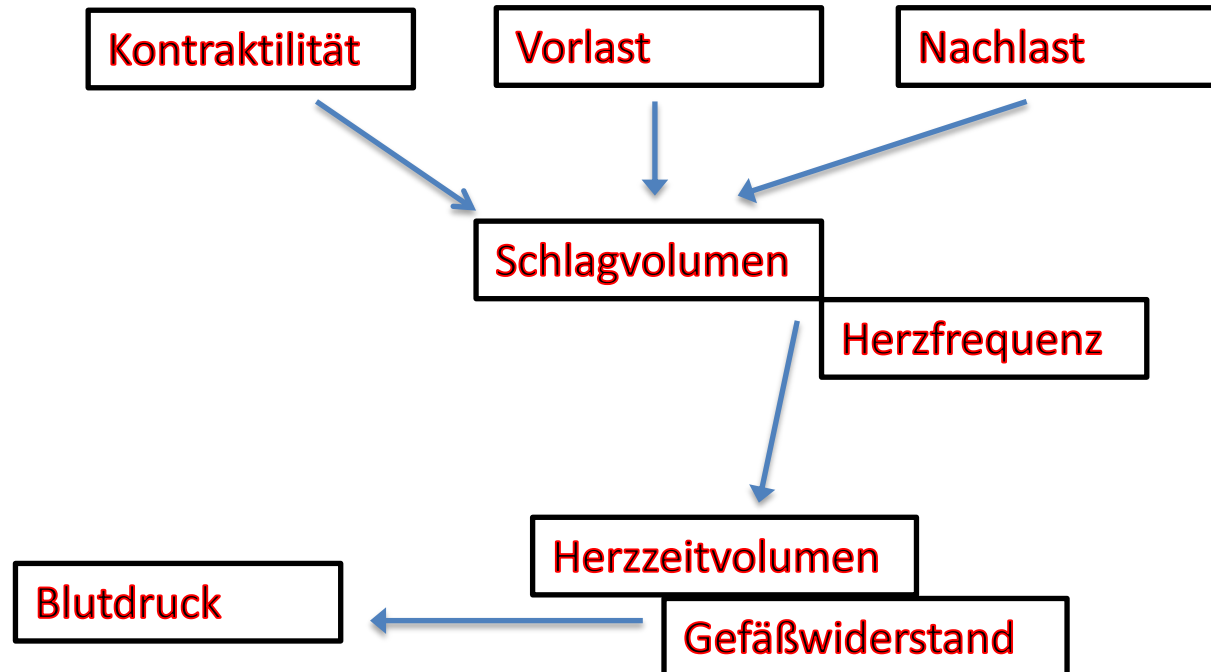 Kontraktilität
Vorlast
Nachlast
Schlagvolumen
Herzfrequenz
Herzzeitvolumen
Blutdruck
Gefäßwiderstand